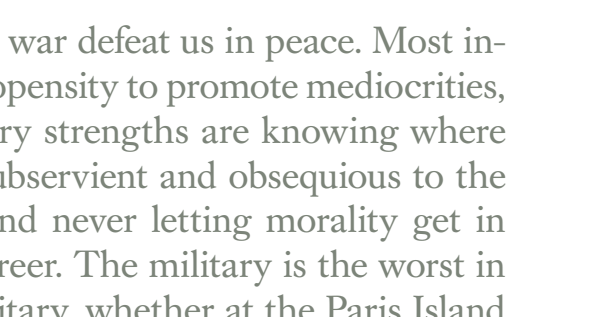 war defeat us in peace. Most in-
opensity to promote mediocrities,
ry strengths are knowing where
ubservient and obsequious to the
nd never letting morality get in
reer. The military is the worst in
itary, whether at the Paris Island